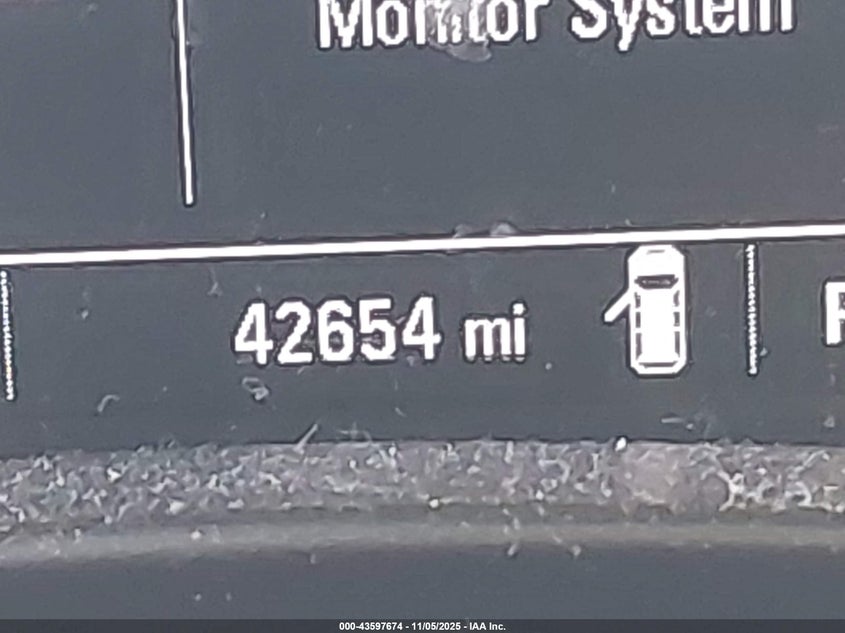 Monitor System
42654 mi
000-43597674 - 11/05/2025 - IAA Inc.